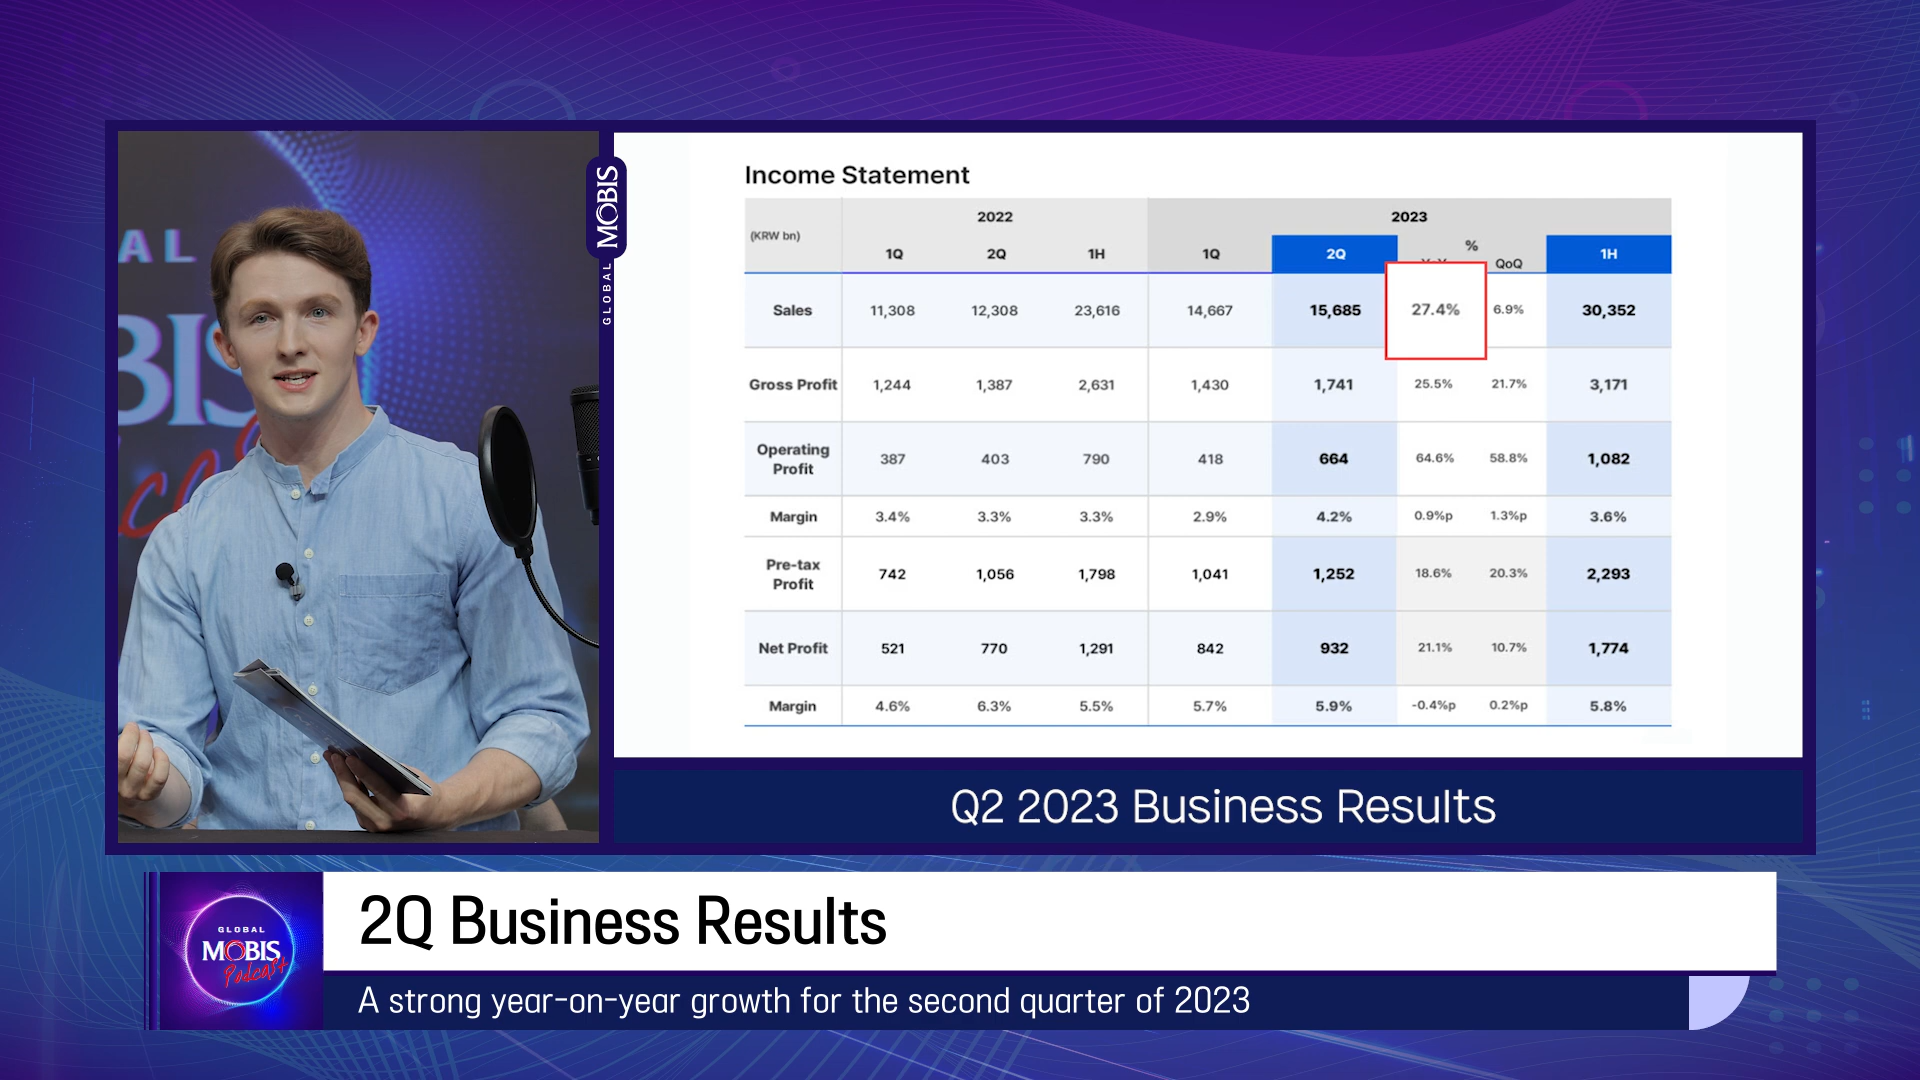 AL
BIS
MOBIS
GLOBAL
Income Statement
(KRW bn) 2022 2023
1Q 2Q 1H 1Q 2Q % QoQ 1H
Sales 11,308 12,308 23,616 14,667 15,685 27.4% 6.9% 30,352
Gross Profit 1,244 1,387 2,631 1,430 1,741 25.5% 21.7% 3,171
Operating Profit 387 403 790 418 664 64.6% 58.8% 1,082
Margin 3.4% 3.3% 3.3% 2.9% 4.2% 0.9%p 1.3%p 3.6%
Pre-tax Profit 742 1,056 1,798 1,041 1,252 18.6% 20.3% 2,293
Net Profit 521 770 1,291 842 932 21.1% 10.7% 1,774
Margin 4.6% 6.3% 5.5% 5.7% 5.9% -0.4%p 0.2%p 5.8%
Q2 2023 Business Results
GLOBAL
MOBIS
Podcast
2Q Business Results
A strong year-on-year growth for the second quarter of 2023